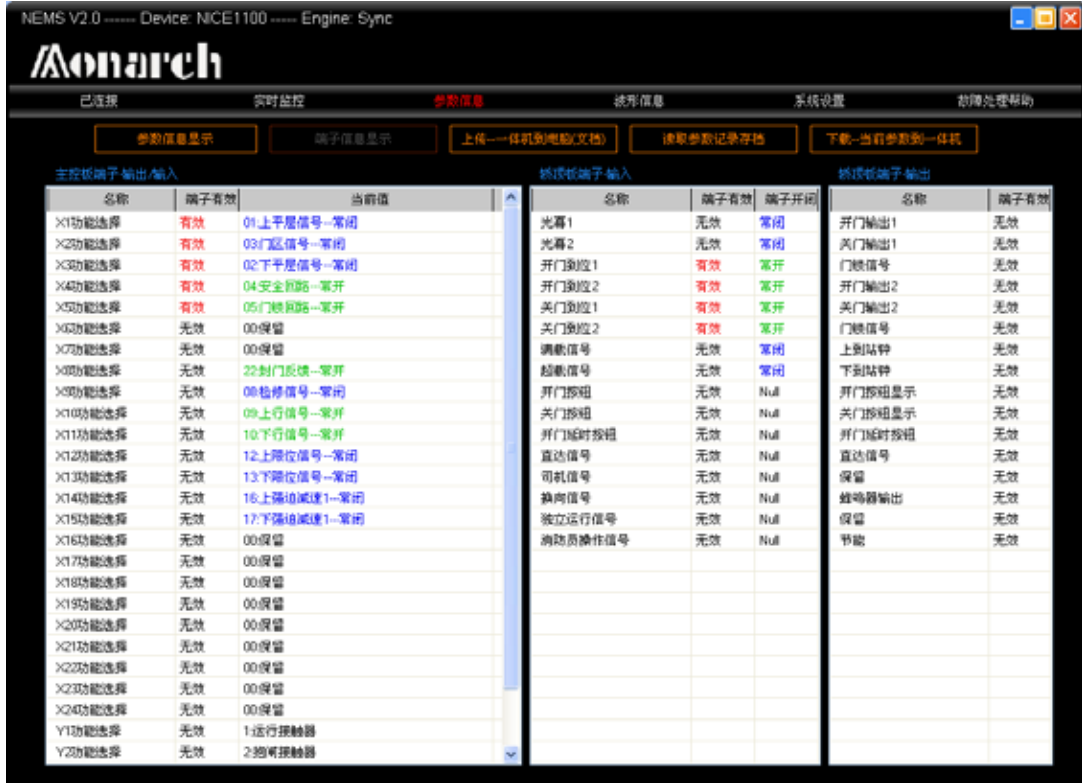 NEMS V2.0 ------ Device: NICE1100 ----- Engine: Sync
Monarch
已连接 实时监控 参数信息 波形信息 系统设置 故障处理帮助
参数信息显示 端子信息显示 上传--一体机到电脑(文档) 读取参数记录存档 下载--当前参数到一体机
主控板端子-输出/输入 轿顶板端子-输入 轿顶板端子-输出
名称 端子有效 当前值 名称 端子有效 端子开闭 名称 端子有效
X1功能选择 有效 01:上平层信号---常闭 光幕1 无效 常闭 开门输出1 无效
X2功能选择 有效 03:门区信号---常闭 光幕2 无效 常闭 关门输出1 无效
X3功能选择 有效 02:下平层信号---常闭 开门到位1 有效 常开 门锁信号 无效
X4功能选择 有效 04:安全回路---常开 开门到位2 有效 常开 开门输出2 无效
X5功能选择 有效 05:门锁回路---常开 关门到位1 有效 常开 关门输出2 无效
X6功能选择 无效 00:保留 关门到位2 有效 常开 门锁信号 无效
X7功能选择 无效 00:保留 满载信号 无效 常闭 上到站钟 无效
X8功能选择 无效 22:封门反馈---常开 超载信号 无效 常闭 下到站钟 无效
X9功能选择 无效 08:检修信号---常闭 开门按钮 无效 Null 开门按钮显示 无效
X10功能选择 无效 09:上行信号---常开 关门按钮 无效 Null 关门按钮显示 无效
X11功能选择 无效 10:下行信号---常开 开门延时按钮 无效 Null 开门延时按钮 无效
X12功能选择 无效 12:上限位信号---常闭 直达信号 无效 Null 直达信号 无效
X13功能选择 无效 13:下限位信号---常闭 司机信号 无效 Null 保留 无效
X14功能选择 无效 16:上强迫减速1---常闭 换向信号 无效 Null 蜂鸣器输出 无效
X15功能选择 无效 17:下强迫减速1---常闭 独立运行信号 无效 Null 保留 无效
X16功能选择 无效 00:保留 消防员操作信号 无效 Null 节能 无效
X17功能选择 无效 00:保留
X18功能选择 无效 00:保留
X19功能选择 无效 00:保留
X20功能选择 无效 00:保留
X21功能选择 无效 00:保留
X22功能选择 无效 00:保留
X23功能选择 无效 00:保留
X24功能选择 无效 00:保留
Y1功能选择 无效 1:运行接触器
Y2功能选择 无效 2:抱闸接触器